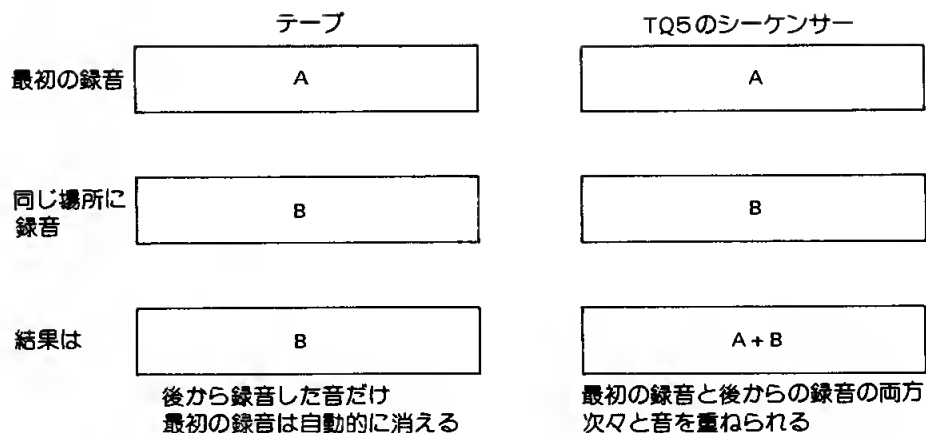 テープ TQ5のシーケンサー
最初の録音 A A
同じ場所に
録音 B B
結果は B A+B
後から録音した音だけ
最初の録音は自動的に消える
最初の録音と後からの録音の両方
次々と音を重ねられる